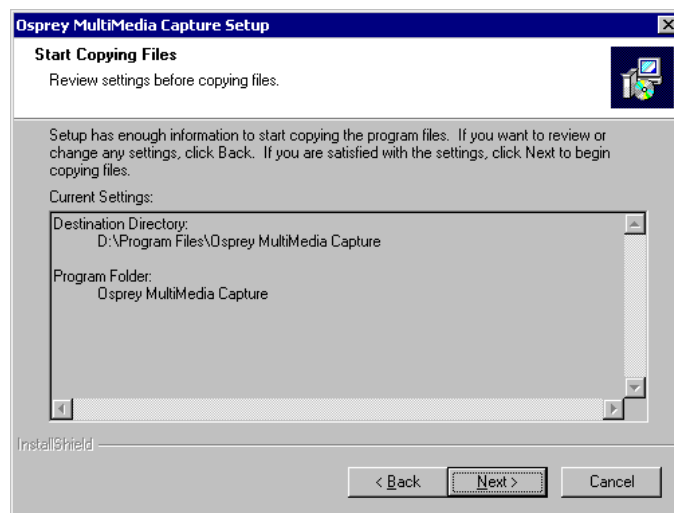 Osprey MultiMedia Capture Setup
Start Copying Files
Review settings before copying files.
Setup has enough information to start copying the program files.  If you want to review or
change any settings, click Back.  If you are satisfied with the settings, click Next to begin
copying files.
Current Settings:
Destination Directory:
D:\Program Files\Osprey MultiMedia Capture
Program Folder:
Osprey MultiMedia Capture
InstallShield
< Back
Next >
Cancel